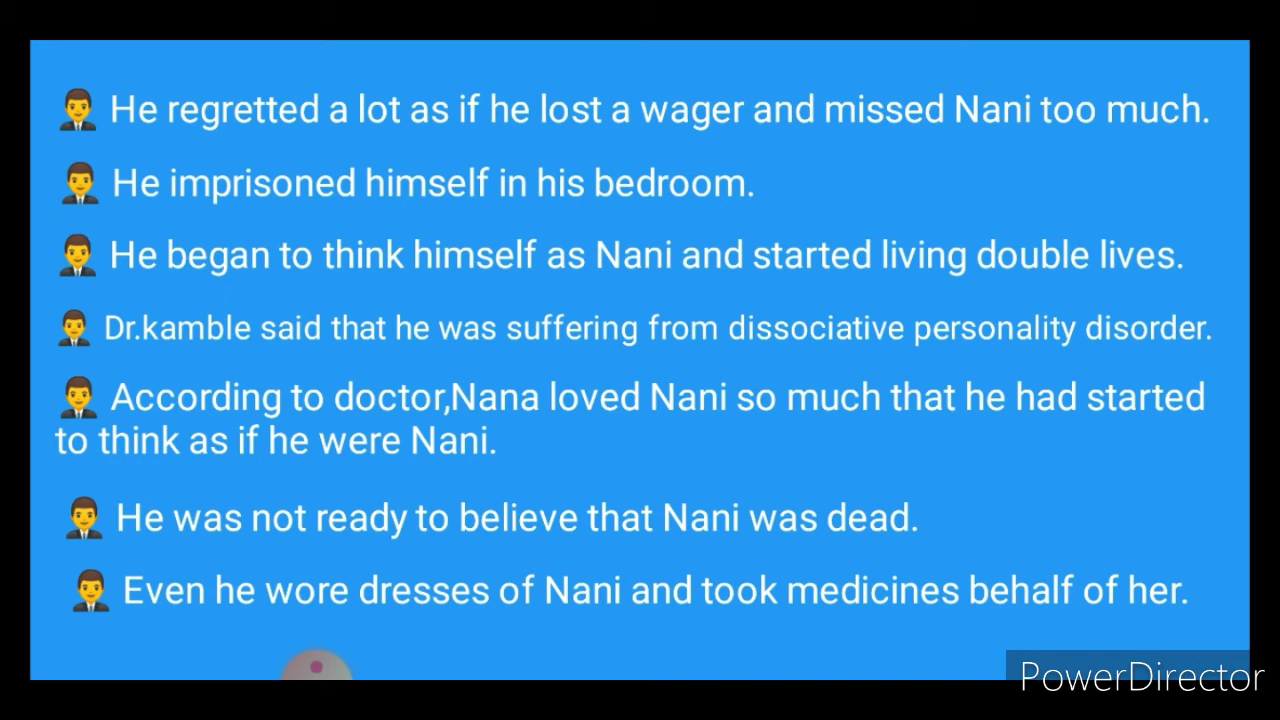 He regretted a lot as if he lost a wager and missed Nani too much.
He imprisoned himself in his bedroom.
He began to think himself as Nani and started living double lives.
Dr.kamble said that he was suffering from dissociative personality disorder.
According to doctor,Nana loved Nani so much that he had started
to think as if he were Nani.
He was not ready to believe that Nani was dead.
Even he wore dresses of Nani and took medicines behalf of her.
PowerDirector